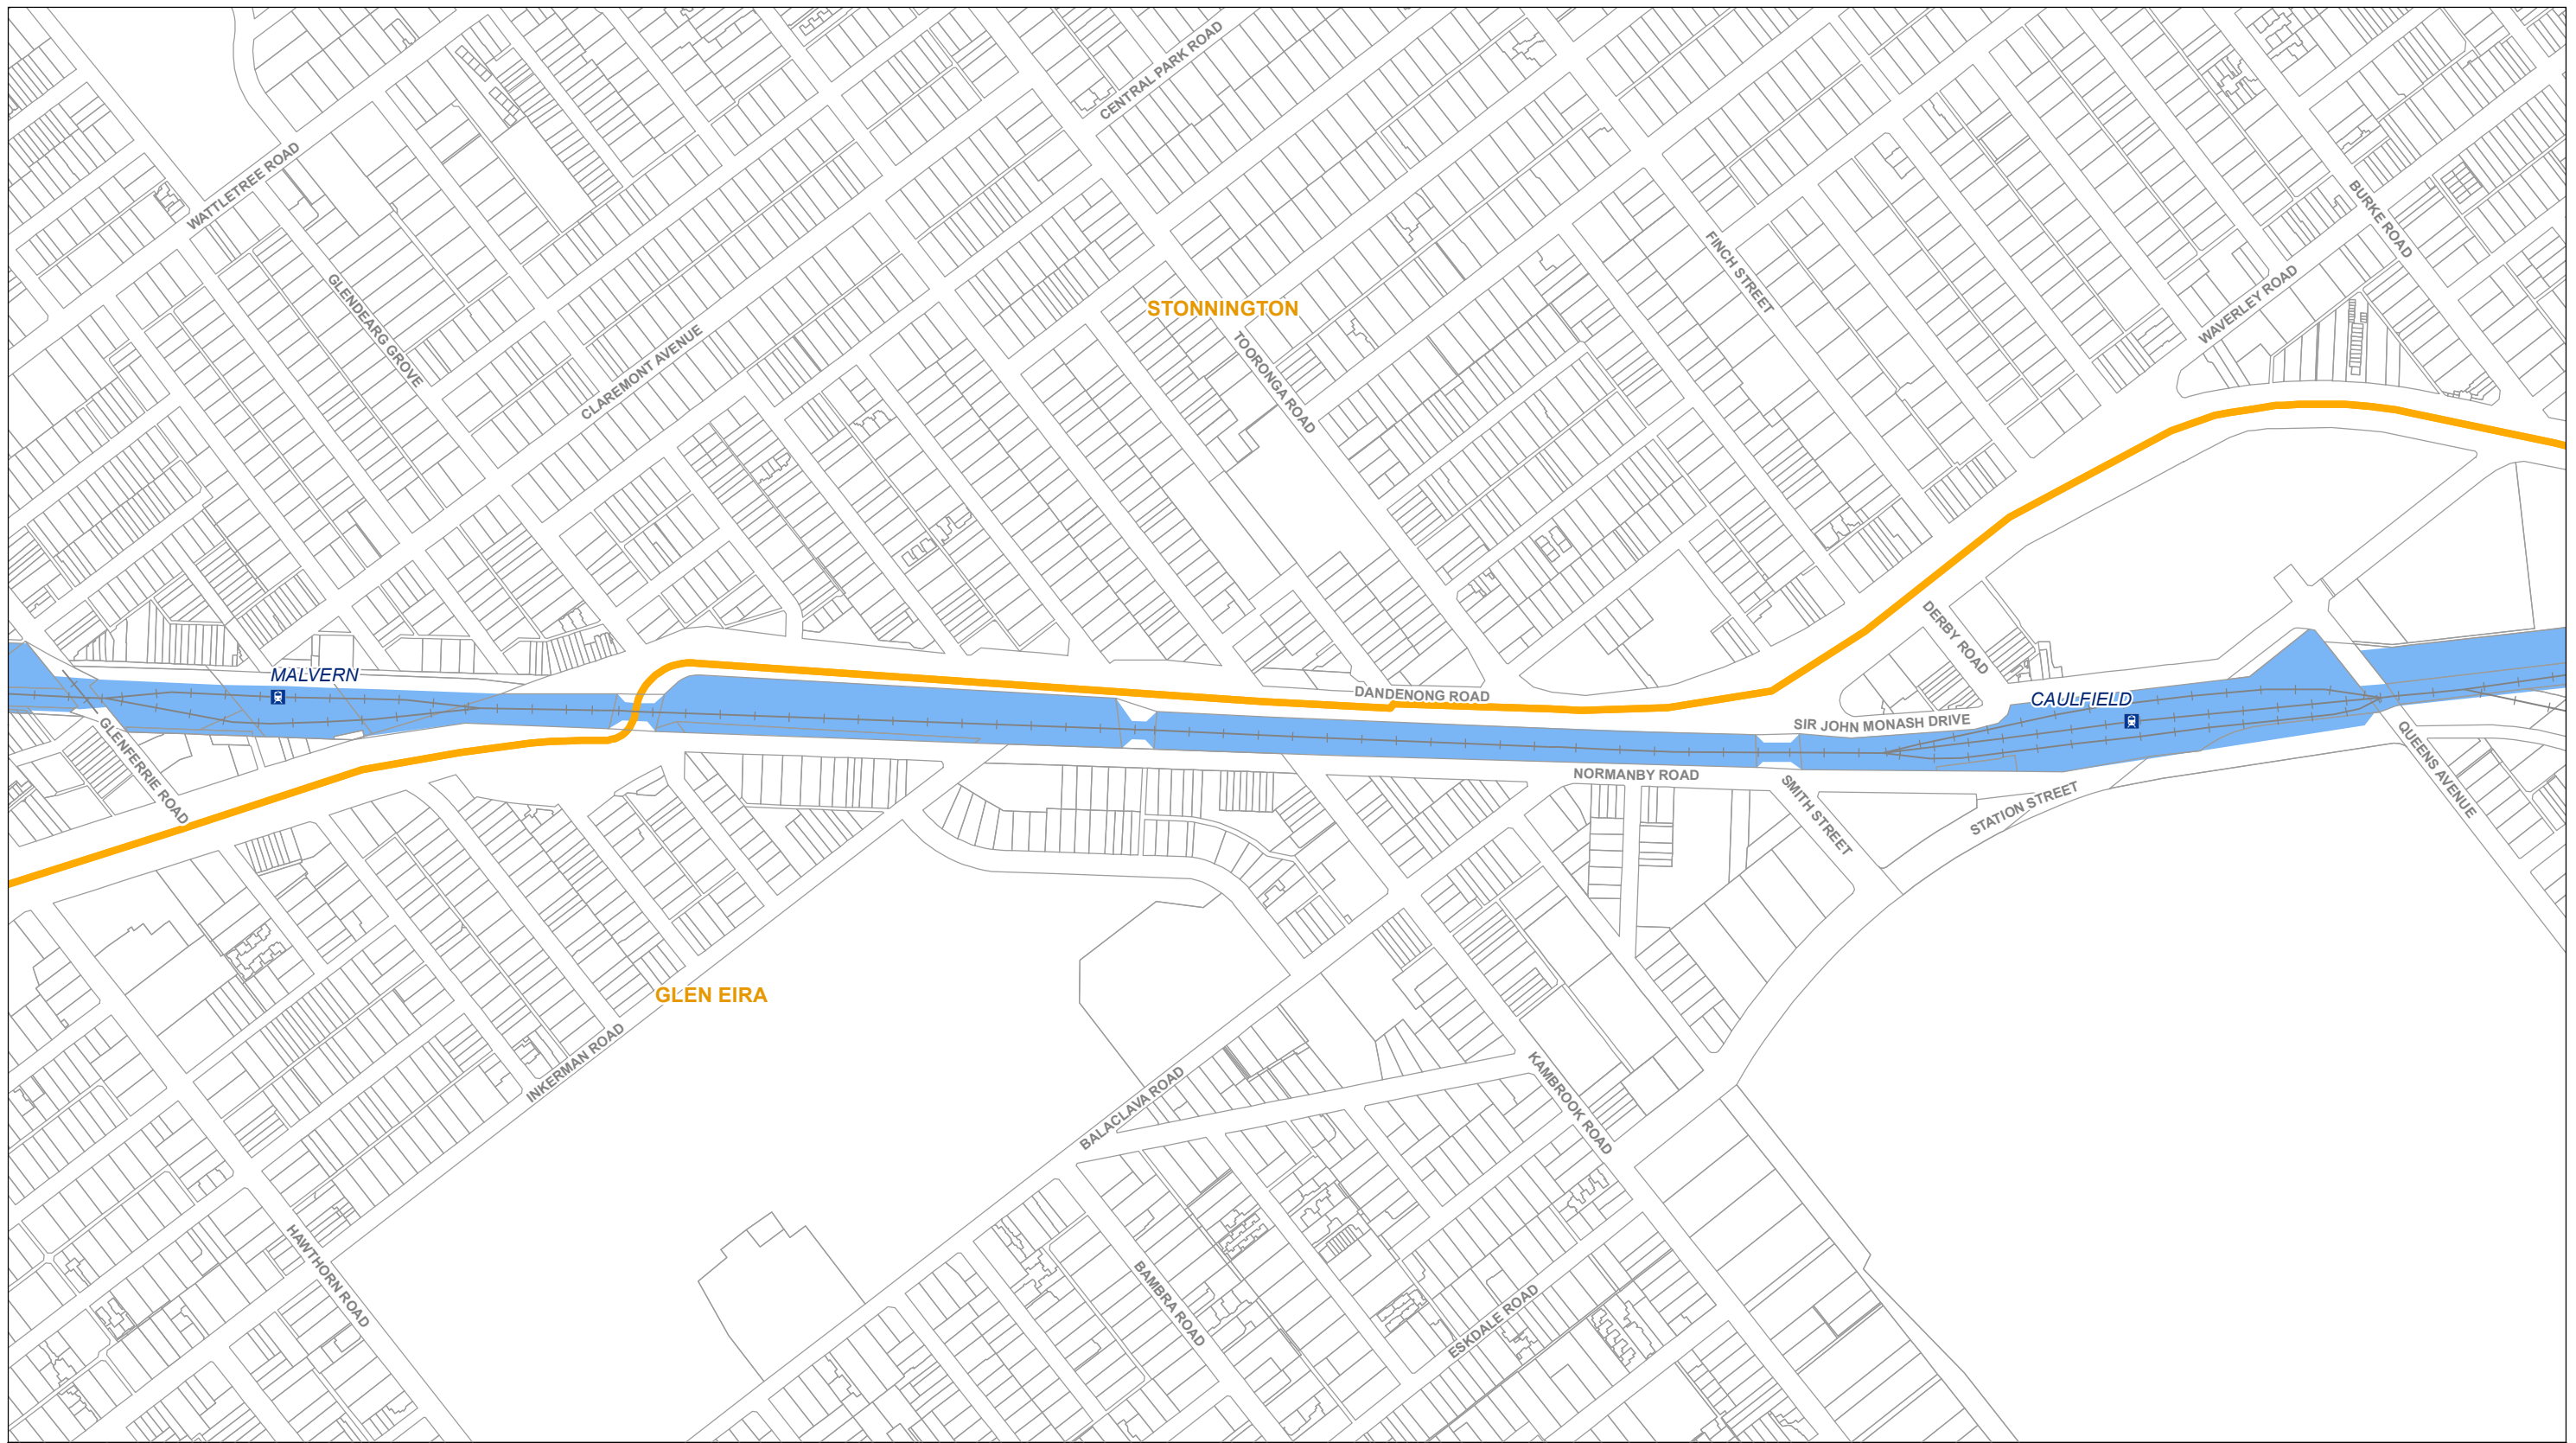 CENTRAL PARK ROAD
WATTLETREE ROAD
BURKE ROAD
FINCH STREET
GLENDEARG GROVE
STONNINGTON
WAVERLEY ROAD
CLAREMONT AVENUE
TOORONGA ROAD
DERBY ROAD
MALVERN
DANDENONG ROAD
CAULFIELD
SIR JOHN MONASH DRIVE
GLENFERRIE ROAD
QUEENS AVENUE
NORMANBY ROAD
SMITH STREET
STATION STREET
GLEN EIRA
INKERMAN ROAD
BALACLAVA ROAD
KAMBROOK ROAD
HAWTHORN ROAD
BAMBRA ROAD
ESKDALE ROAD